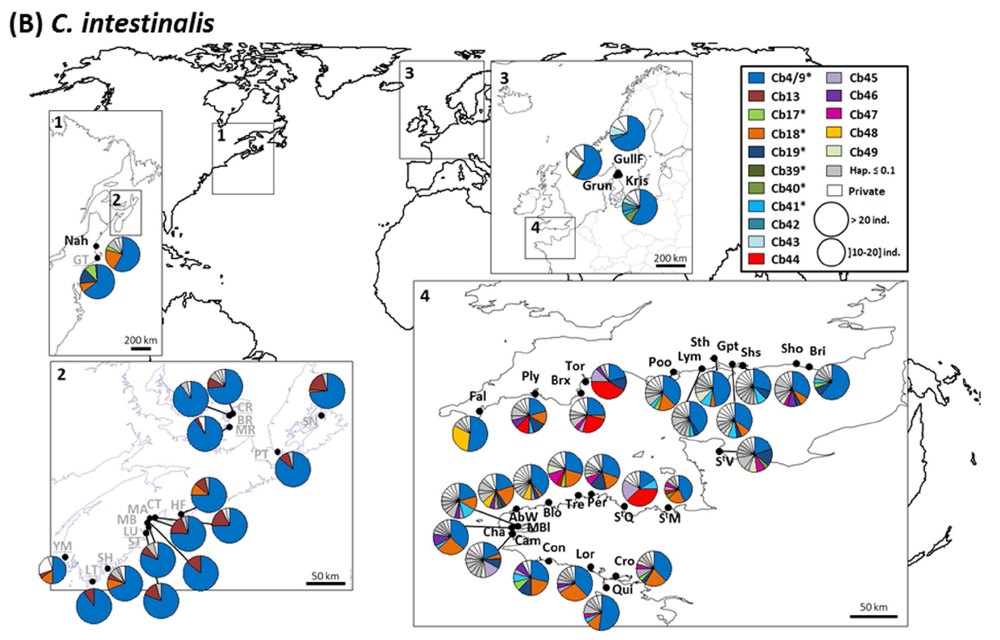 (B) C. intestinalis
3
3
1
1
2
GullF
Grun
Kris
4
200 km
Nah
GT
200 km
Cb4/9*
Cb13
Cb17*
Cb18*
Cb19*
Cb39*
Cb40*
Cb41*
Cb42
Cb43
Cb44
Cb45
Cb46
Cb47
Cb48
Cb49
Hap. ≤ 0.1
Private
> 20 ind.
]10-20] ind.
2
CR
BR
MR
SN
PT
HF
CT
MA
MB
LU
ST
YM
SH
LT
50 km
4
Sth
Gpt
Shs
Sho
Bri
Lym
Poo
Tor
Brx
Ply
Fal
StV
Tre
Per
Blo
StQ
StM
AbW
MBl
Cha
Cam
Con
Lor
Cro
Qui
50 km